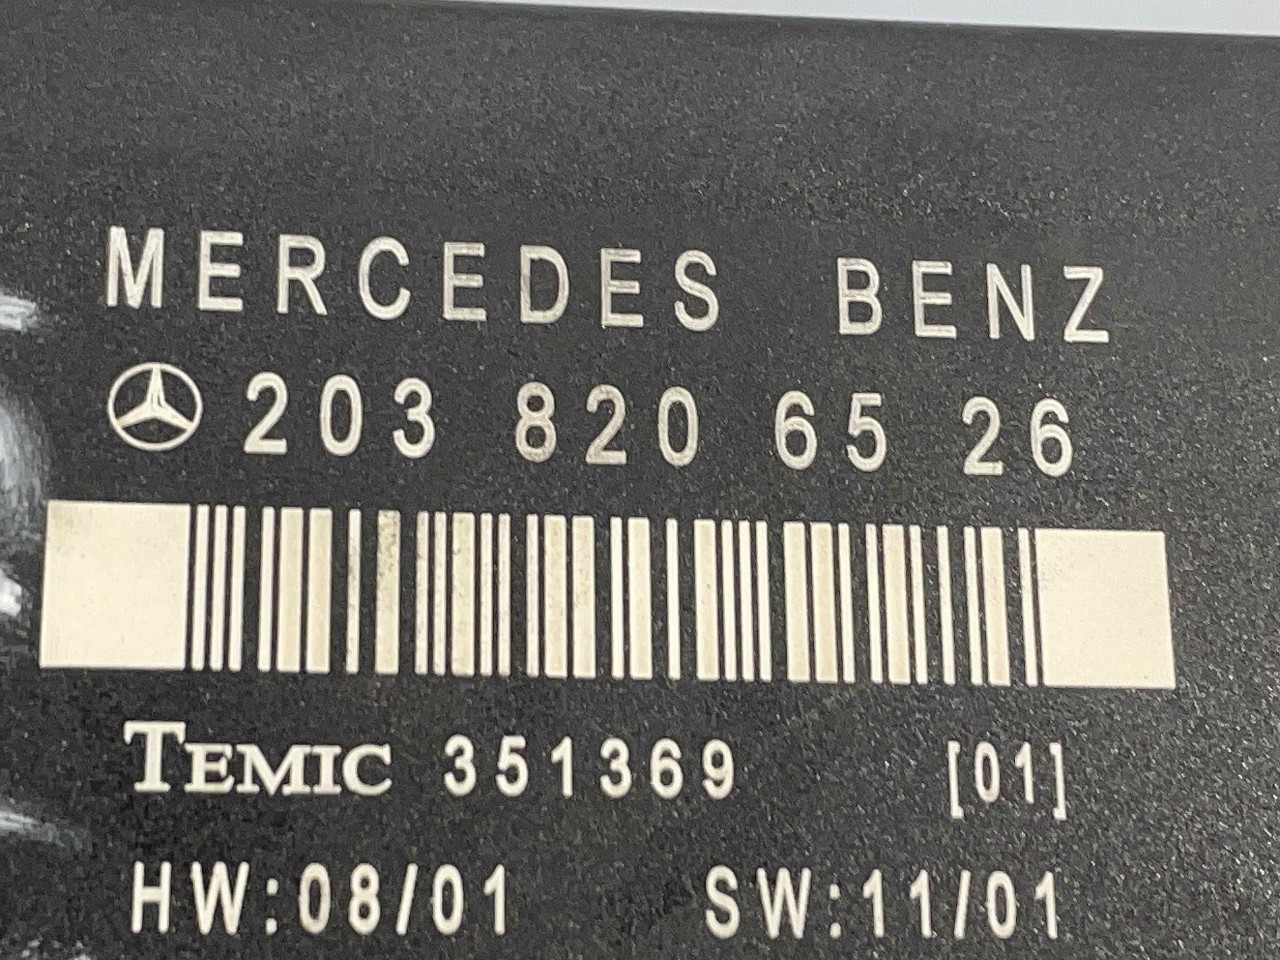 MERCEDES BENZ
203 820 65 26
TEMIC 351369 [01]
HW:08/01 SW:11/01